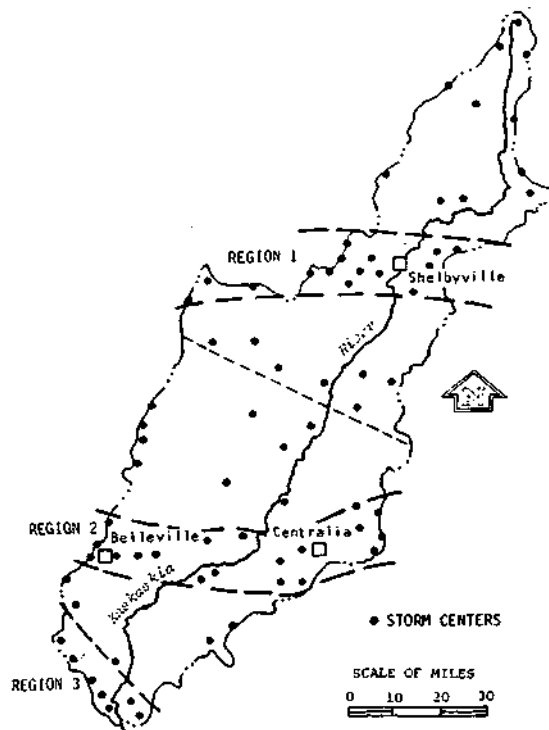 REGION 1
Shelbyville
River
N
REGION 2
Belleville
Centralia
Kaskaskia
STORM CENTERS
REGION 3
SCALE OF MILES
0 10 20 30